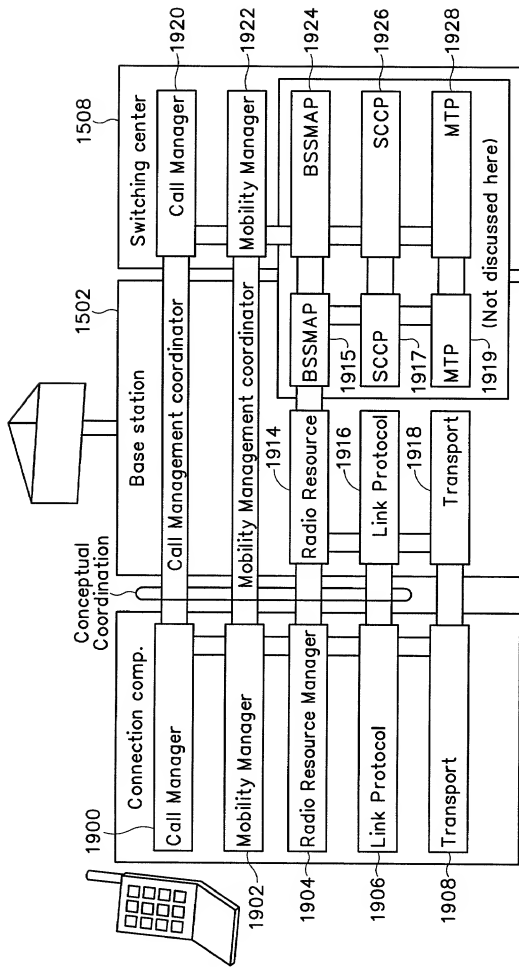 Conceptual
Coordination
1502
1508
Connection comp.
Base station
Switching center
1900
Call Manager
Call Management coordinator
Call Manager
1920
1902
Mobility Manager
Mobility Management coordinator
Mobility Manager
1922
1904
Radio Resource Manager
1914
Radio Resource
BSSMAP
1915
BSSMAP
1924
1906
Link Protocol
1916
Link Protocol
SCCP
1917
SCCP
1926
1908
Transport
1918
Transport
MTP
1919
MTP
1928
(Not discussed here)